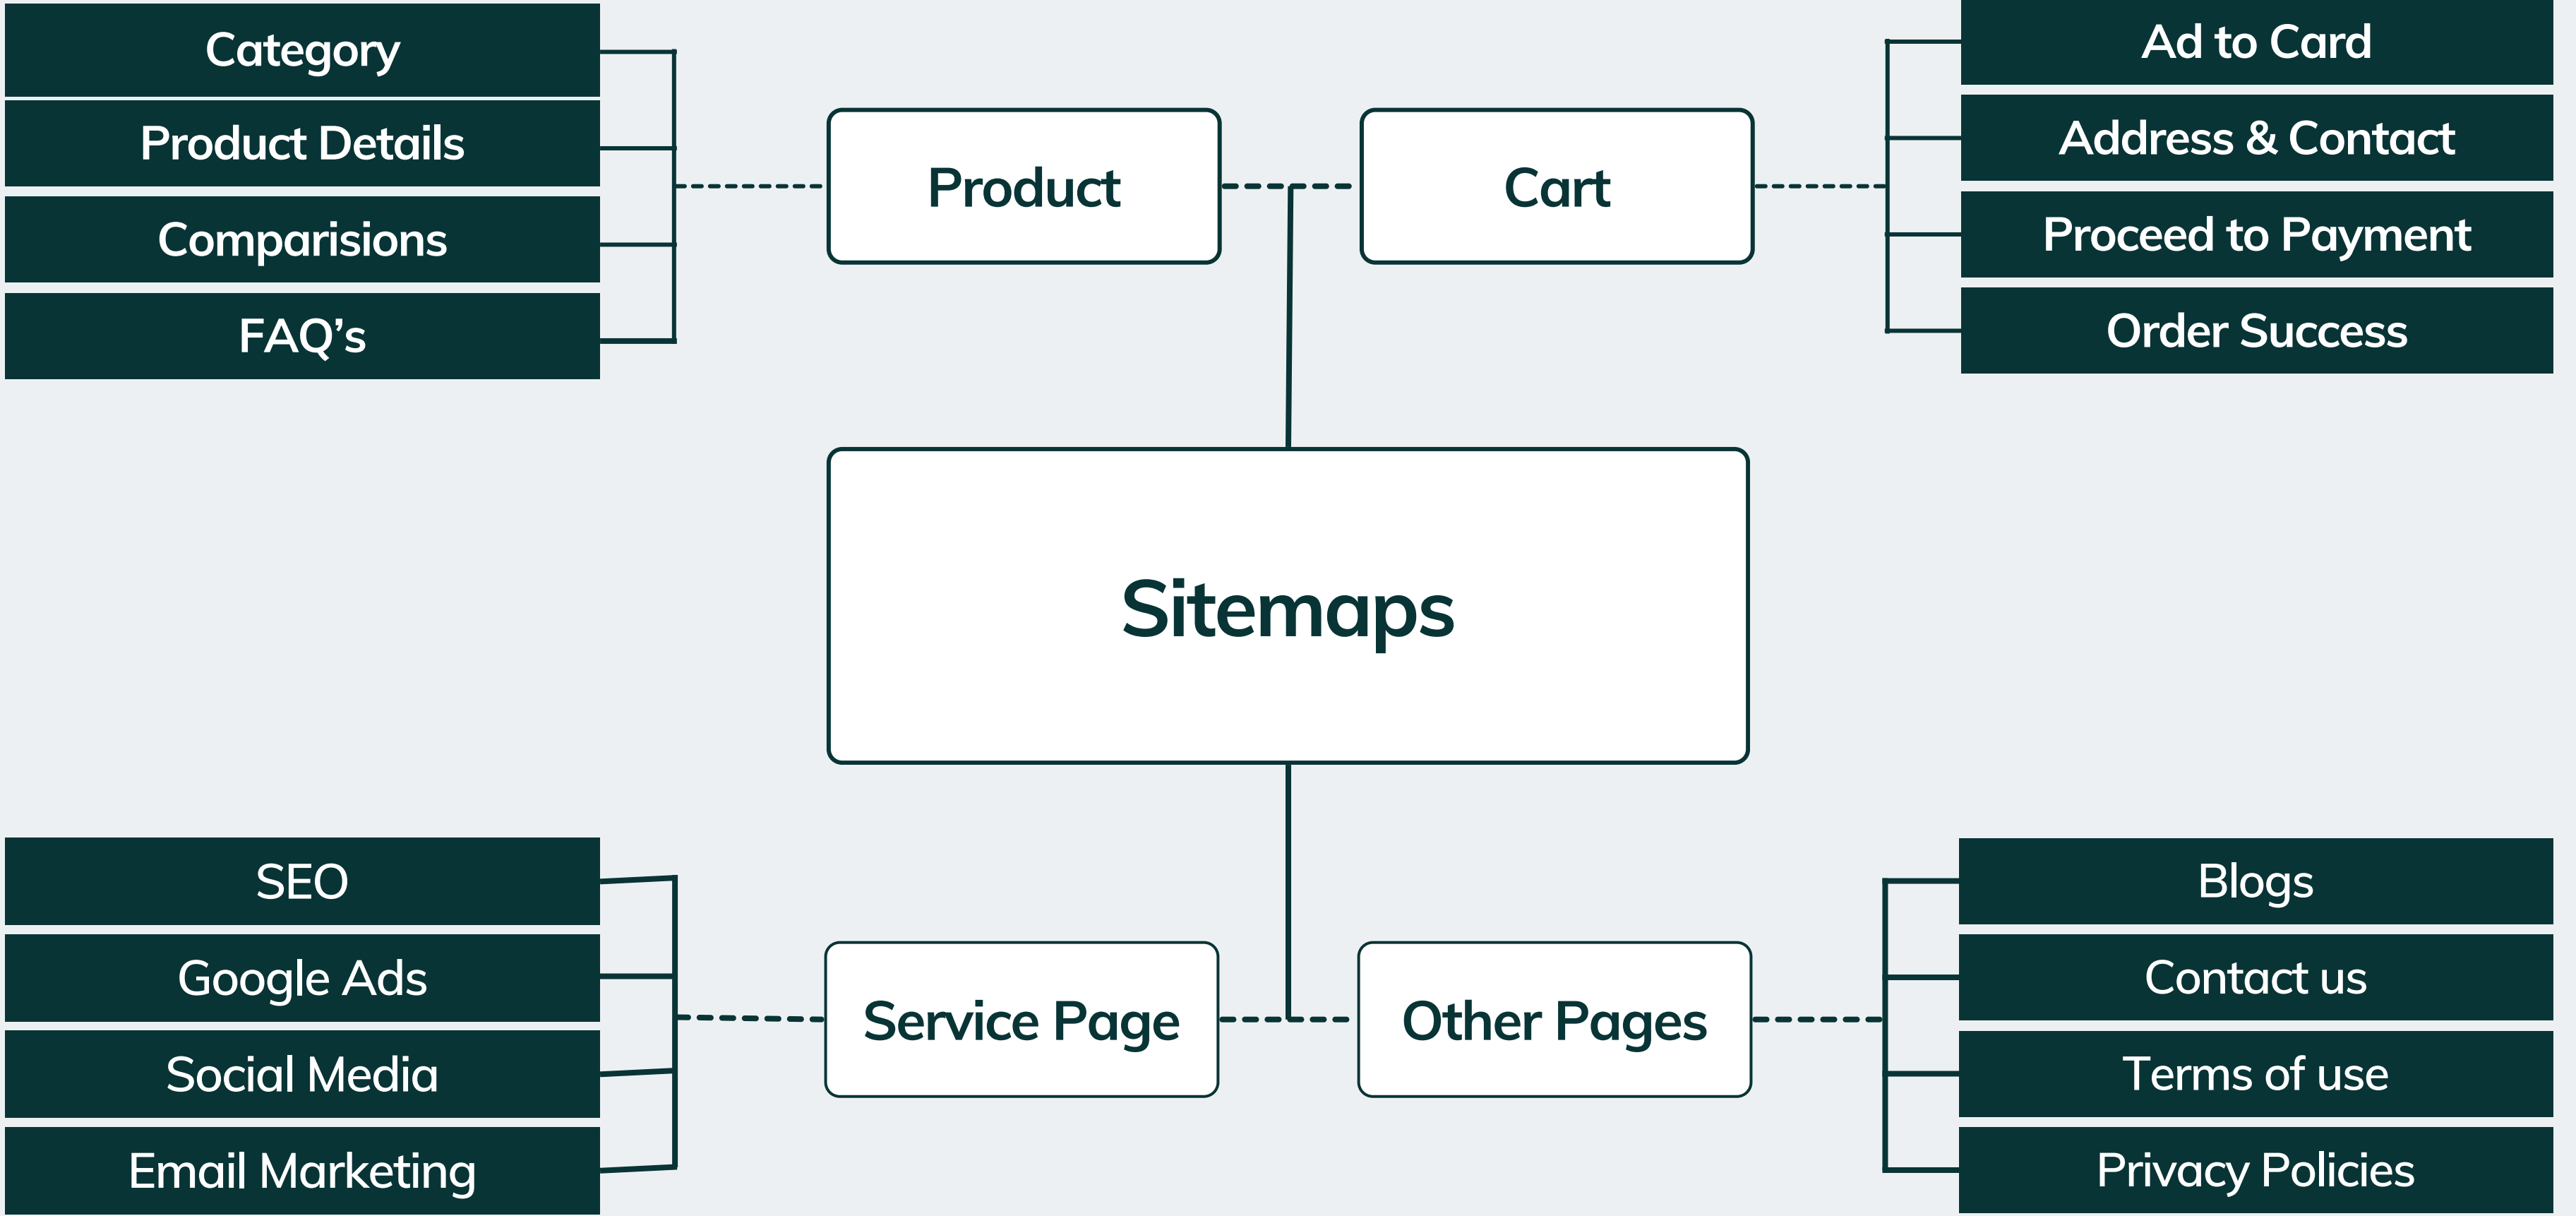 Category
Product Details
Comparisions
FAQ’s
Product
Cart
Ad to Card
Address & Contact
Proceed to Payment
Order Success
Sitemaps
SEO
Google Ads
Social Media
Email Marketing
Service Page
Other Pages
Blogs
Contact us
Terms of use
Privacy Policies